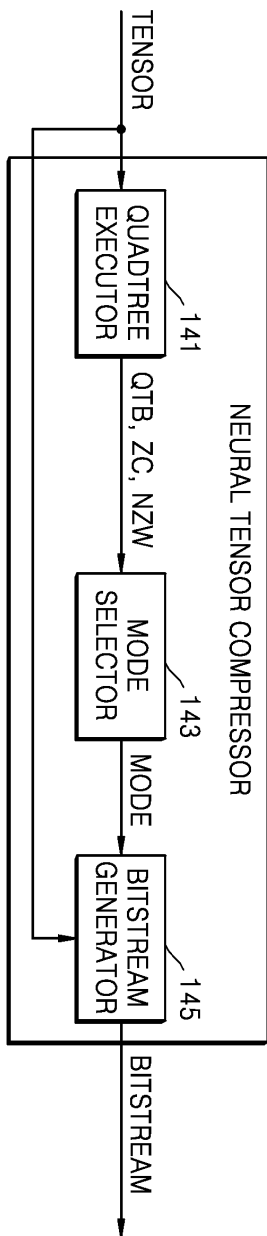 NEURAL TENSOR COMPRESSOR
TENSOR
141
QUADTREE
EXECUTOR
QTB, ZC, NZW
143
MODE
SELECTOR
MODE
145
BITSTREAM
GENERATOR
BITSTREAM